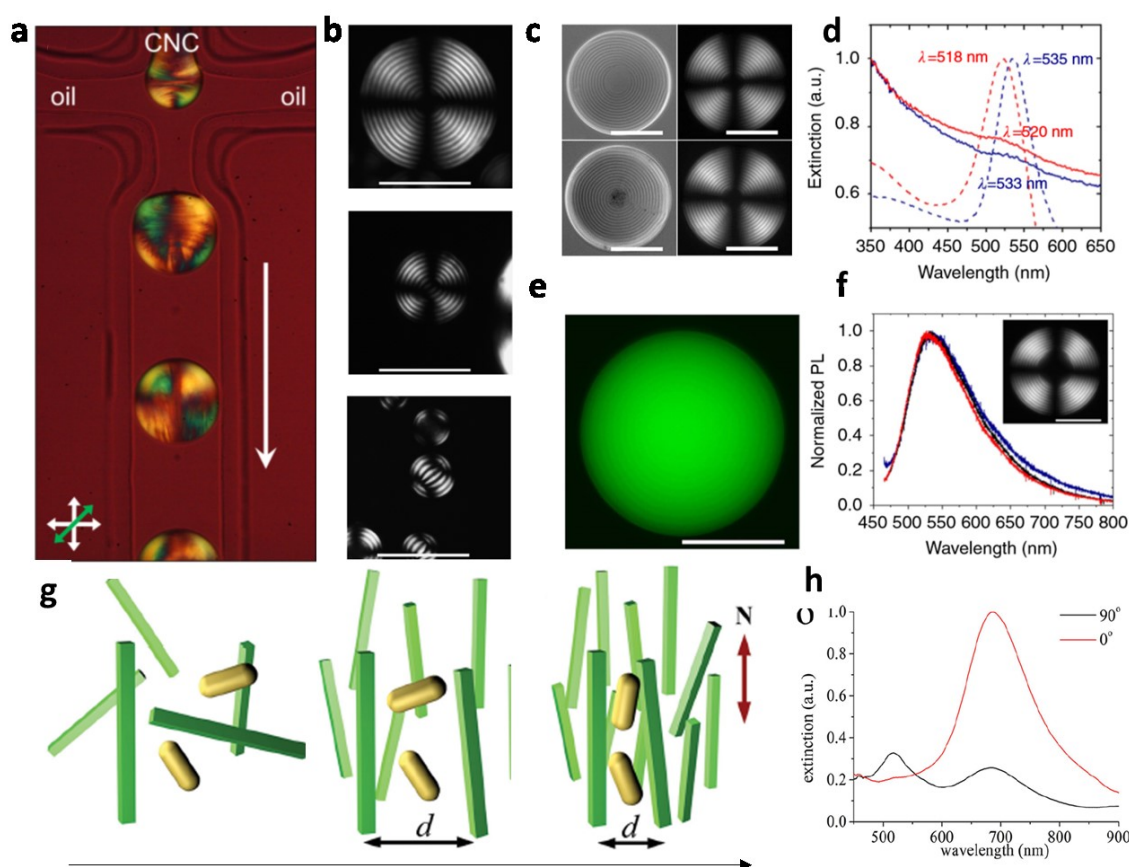 a
CNC
oil
oil
b
c
d
Extinction (a.u.)
1.0
0.8
0.6
λ=518 nm
λ=535 nm
λ=520 nm
λ=533 nm
350 400 450 500 550 600 650
Wavelength (nm)
e
f
Normalized PL
1.0
0.8
0.6
0.4
0.2
0.0
450 500 550 600 650 700 750 800
Wavelength (nm)
g
d
d
N
h
extinction (a.u.)
1.0
0.8
0.6
0.4
0.2
0.0
90°
0°
500 600 700 800 900
wavelength (nm)